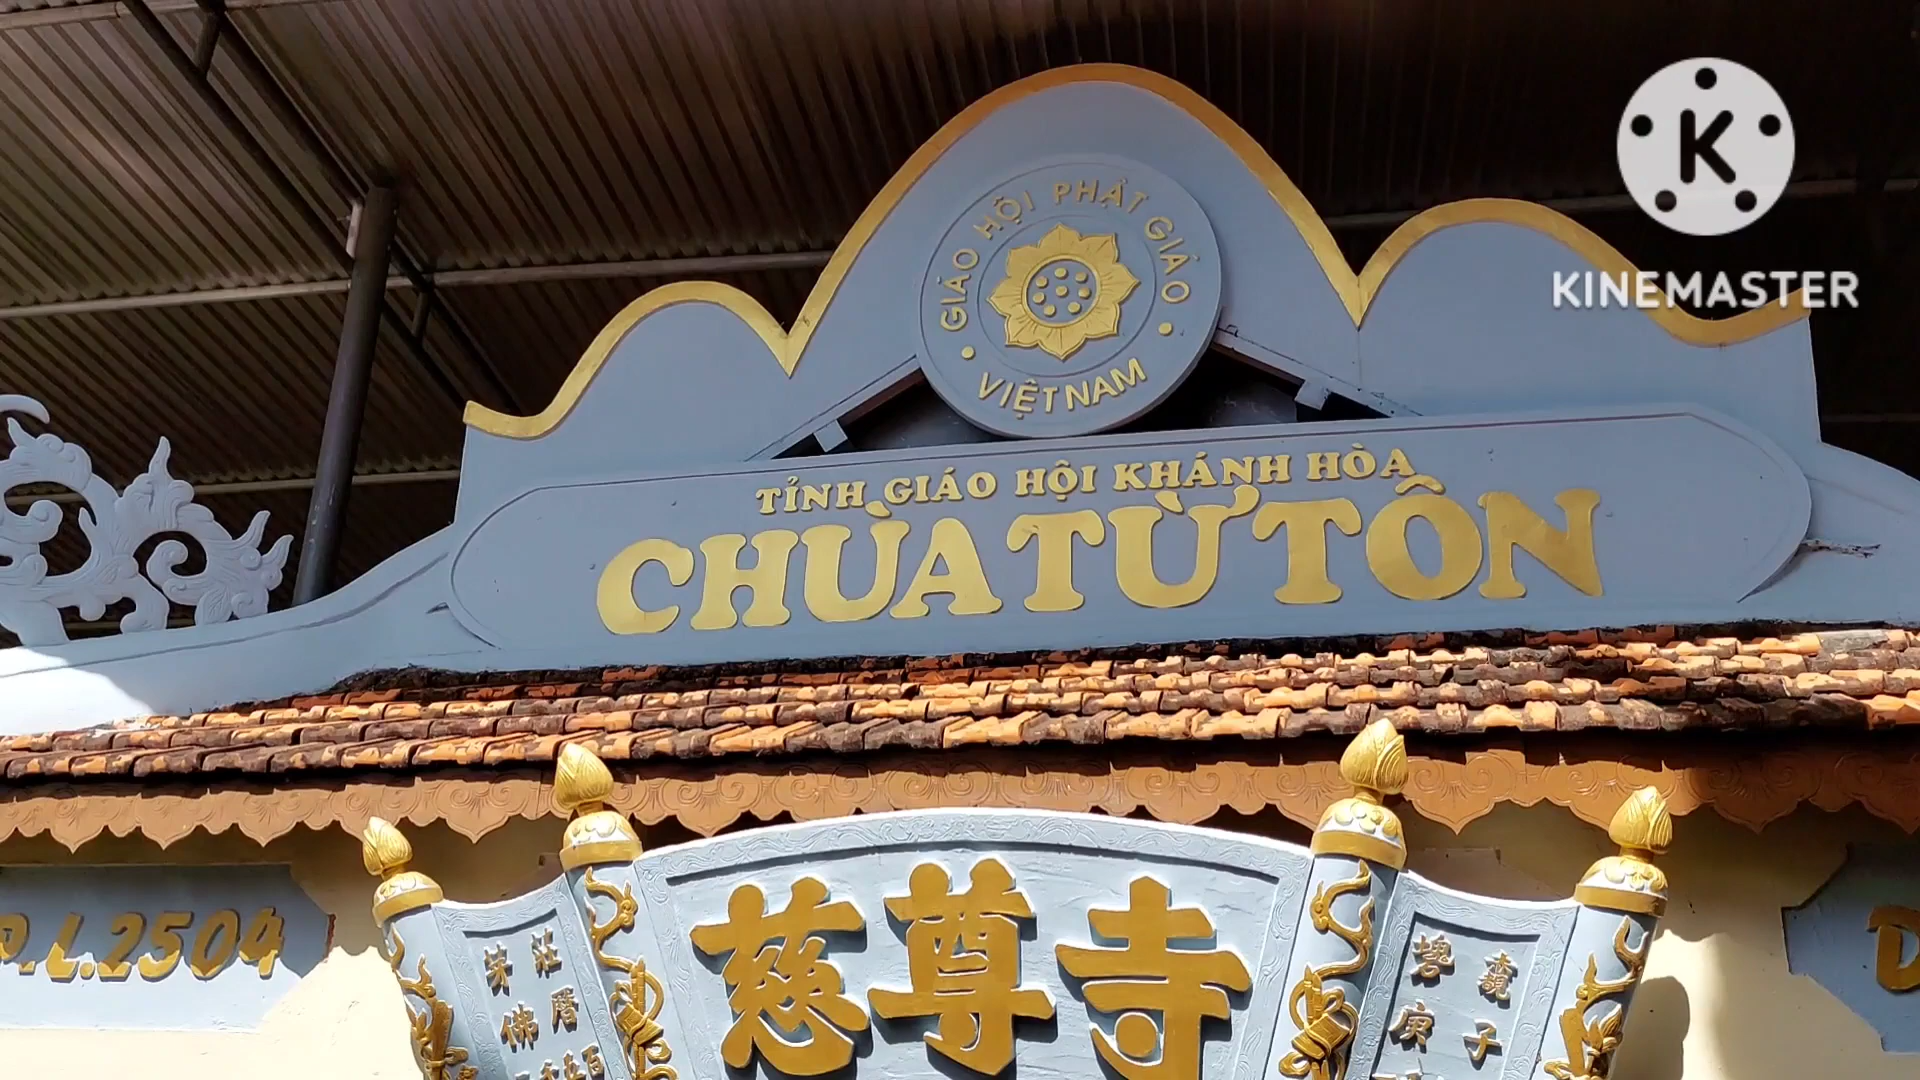 K
KINEMASTER
GIÁO HỘI PHẬT GIÁO
VIỆT NAM
TỈNH GIÁO HỘI KHÁNH HÒA
CHÙA TỪ TÔN
P.L.2504
慈尊寺